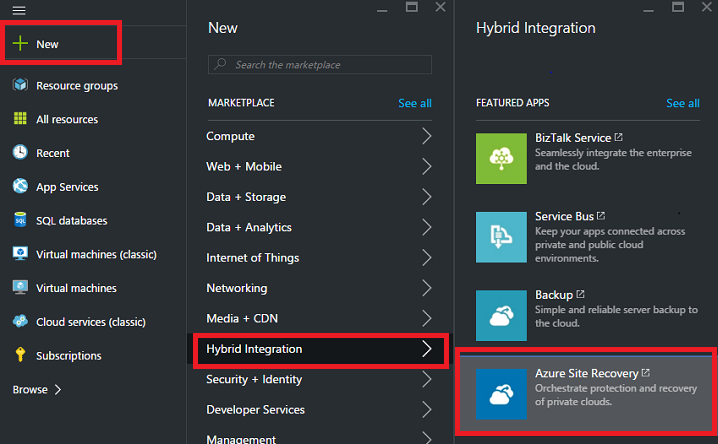 New
Resource groups
All resources
Recent
App Services
SQL databases
Virtual machines (classic)
Virtual machines
Cloud services (classic)
Subscriptions
Browse
New
Search the marketplace
MARKETPLACE
See all
Compute
Web + Mobile
Data + Storage
Data + Analytics
Internet of Things
Networking
Media + CDN
Hybrid Integration
Security + Identity
Developer Services
Management
Hybrid Integration
FEATURED APPS
See all
BizTalk Service
Seamlessly integrate the enterprise
and the cloud.
Service Bus
Keep your apps connected across
private and public cloud
environments.
Backup
Simple and reliable server backup to
the cloud.
Azure Site Recovery
Orchestrate protection and recovery
of private clouds.